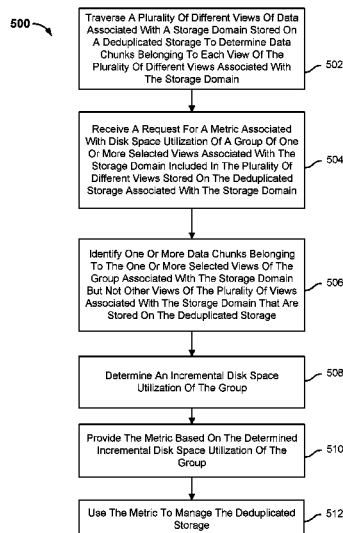 500
Traverse A Plurality Of Different Views Of Data
Associated With A Storage Domain Stored On
A Deduplicated Storage To Determine Data
Chunks Belonging To Each View Of The
Plurality Of Different Views Associated With
The Storage Domain
502
Receive A Request For A Metric Associated
With Disk Space Utilization Of A Group Of One
Or More Selected Views Associated With The
Storage Domain Included In The Plurality Of
Different Views Stored On The Deduplicated
Storage Associated With The Storage Domain
504
Identify One Or More Data Chunks Belonging
To The One Or More Selected Views Of The
Group Associated With The Storage Domain
But Not Other Views Of The Plurality Of Views
Associated With The Storage Domain That Are
Stored On The Deduplicated Storage
506
Determine An Incremental Disk Space
Utilization Of The Group
508
Provide The Metric Based On The Determined
Incremental Disk Space Utilization Of The
Group
510
Use The Metric To Manage The Deduplicated
Storage
512